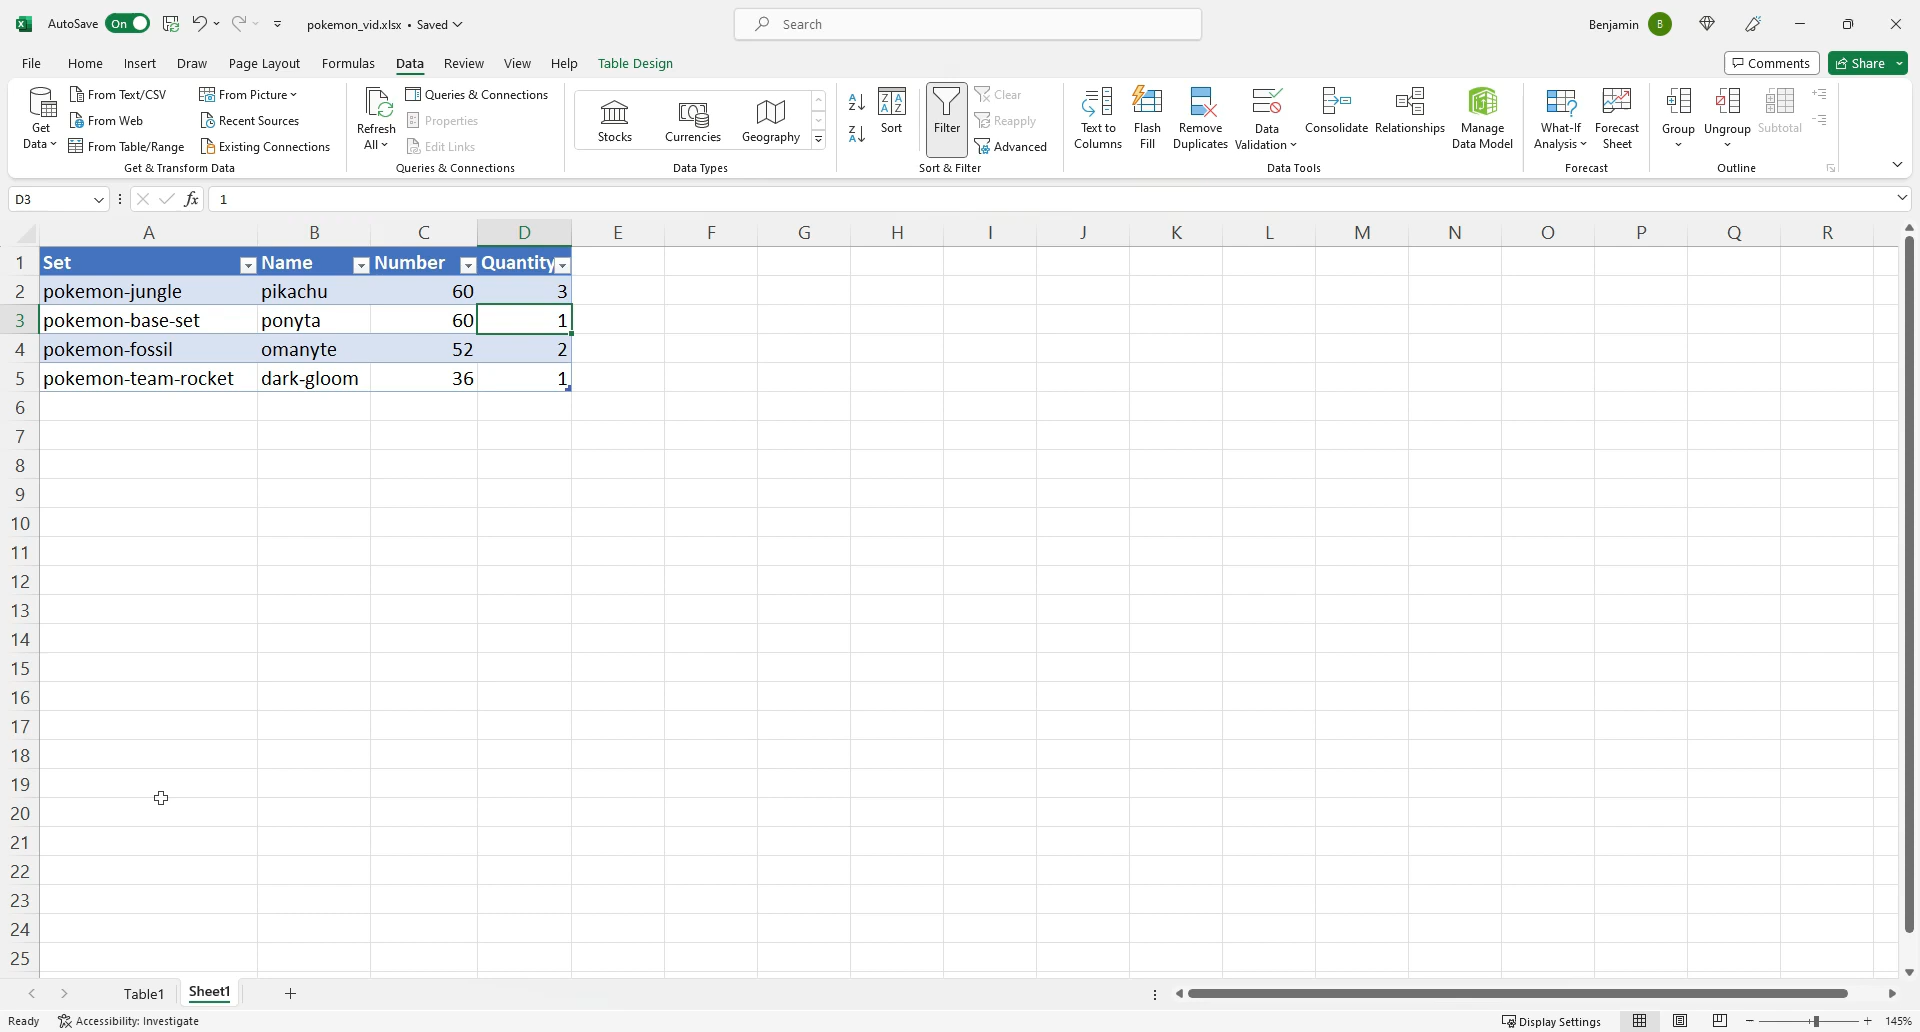 AutoSave On pokemon_vid.xlsx • Saved Search Benjamin B
File Home Insert Draw Page Layout Formulas Data Review View Help Table Design Comments Share
Get Data
From Text/CSV
From Web
From Table/Range
From Picture
Recent Sources
Existing Connections
Get & Transform Data
Refresh All
Queries & Connections
Properties
Edit Links
Queries & Connections
Stocks Currencies Geography
Data Types
Sort
Filter
Clear
Reapply
Advanced
Sort & Filter
Text to Columns
Flash Fill
Remove Duplicates
Data Validation
Consolidate
Relationships
Manage Data Model
Data Tools
What-If Analysis
Forecast Sheet
Forecast
Group
Ungroup
Subtotal
Outline
D3 fx 1
A B C D E F G H I J K L M N O P Q R
1 Set Name Number Quantity
2 pokemon-jungle pikachu 60 3
3 pokemon-base-set ponyta 60 1
4 pokemon-fossil omanyte 52 2
5 pokemon-team-rocket dark-gloom 36 1
6
7
8
9
10
11
12
13
14
15
16
17
18
19
20
21
22
23
24
25
Table1 Sheet1
Ready Accessibility: Investigate Display Settings 145%